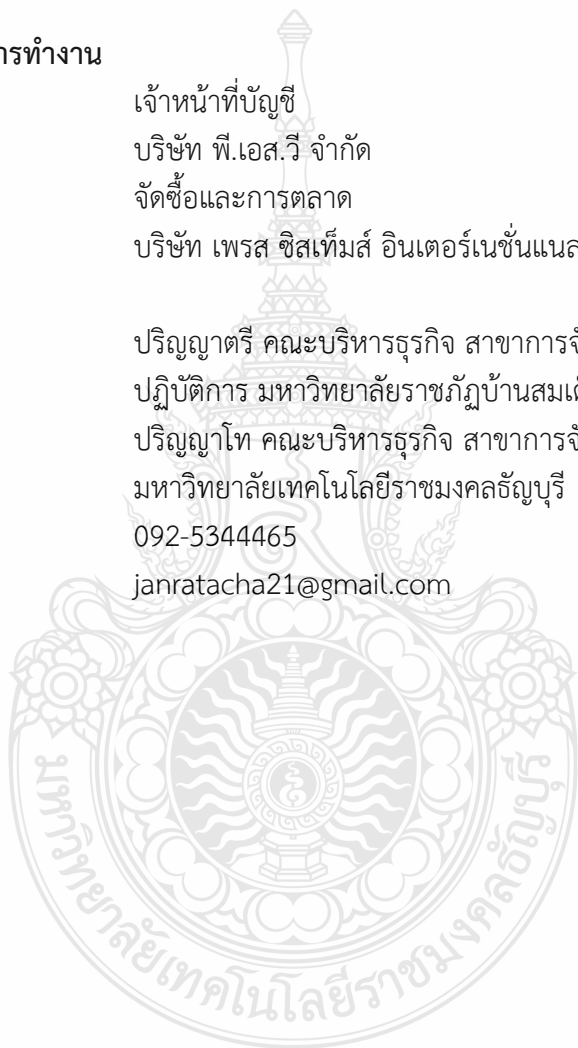 ารทำงาน
เจ้าหน้าที่บัญชี
บริษัท พี.เอส.วี จำกัด
จัดซื้อและการตลาด
บริษัท เพรส ซิสเท็มส์ อินเตอร์เนชั่นแนล
ปริญญาตรี คณะบริหารธุรกิจ สาขาการจั
ปฏิบัติการ มหาวิทยาลัยราชภัฏบ้านสมเด็
ปริญญาโท คณะบริหารธุรกิจ สาขาการจั
มหาวิทยาลัยเทคโนโลยีราชมงคลธัญบุรี
092-5344465
janratacha21@gmail.com
มหาวิทยาลัยเทคโนโลยีราชมงคลธัญบุรี